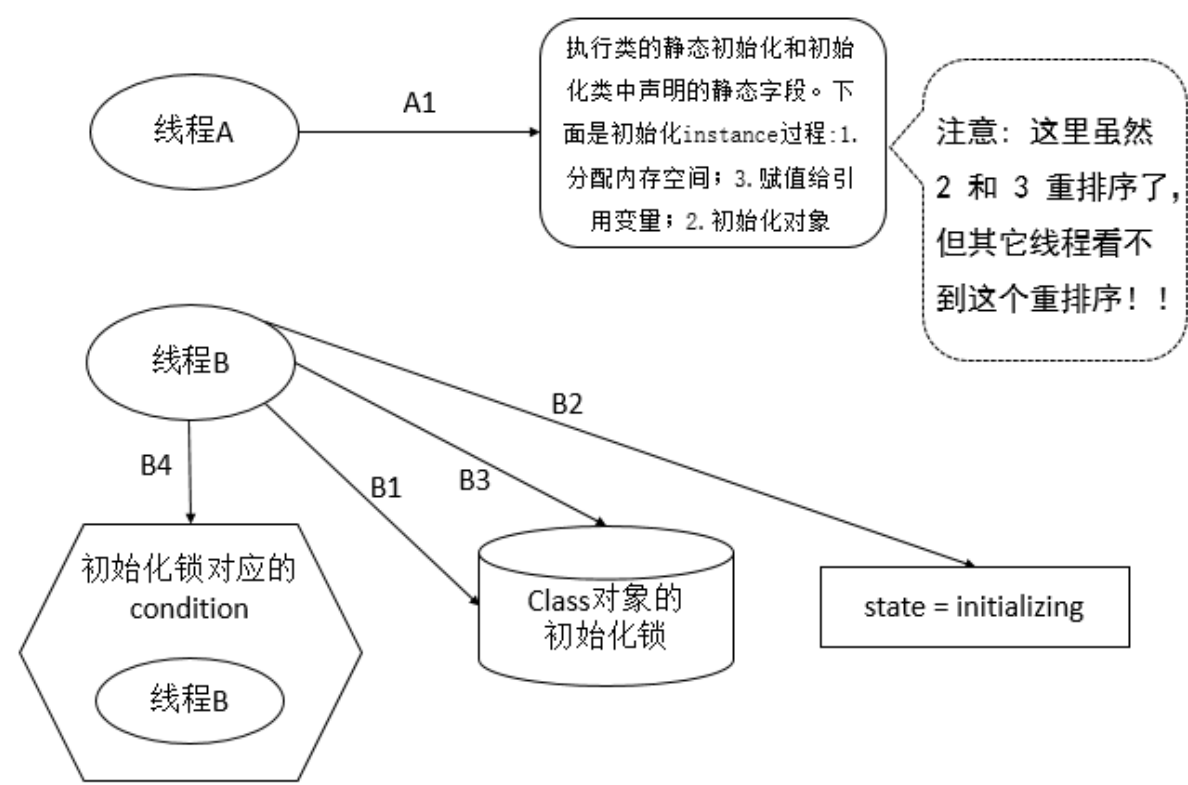 线程A
A1
执行类的静态初始化和初始
化类中声明的静态字段。下
面是初始化instance过程:1.
分配内存空间；3.赋值给引
用变量；2.初始化对象
注意：这里虽然
2 和 3 重排序了，
但其它线程看不
到这个重排序！！
线程B
B2
B4
B3
B1
初始化锁对应的
condition
线程B
Class对象的
初始化锁
state = initializing